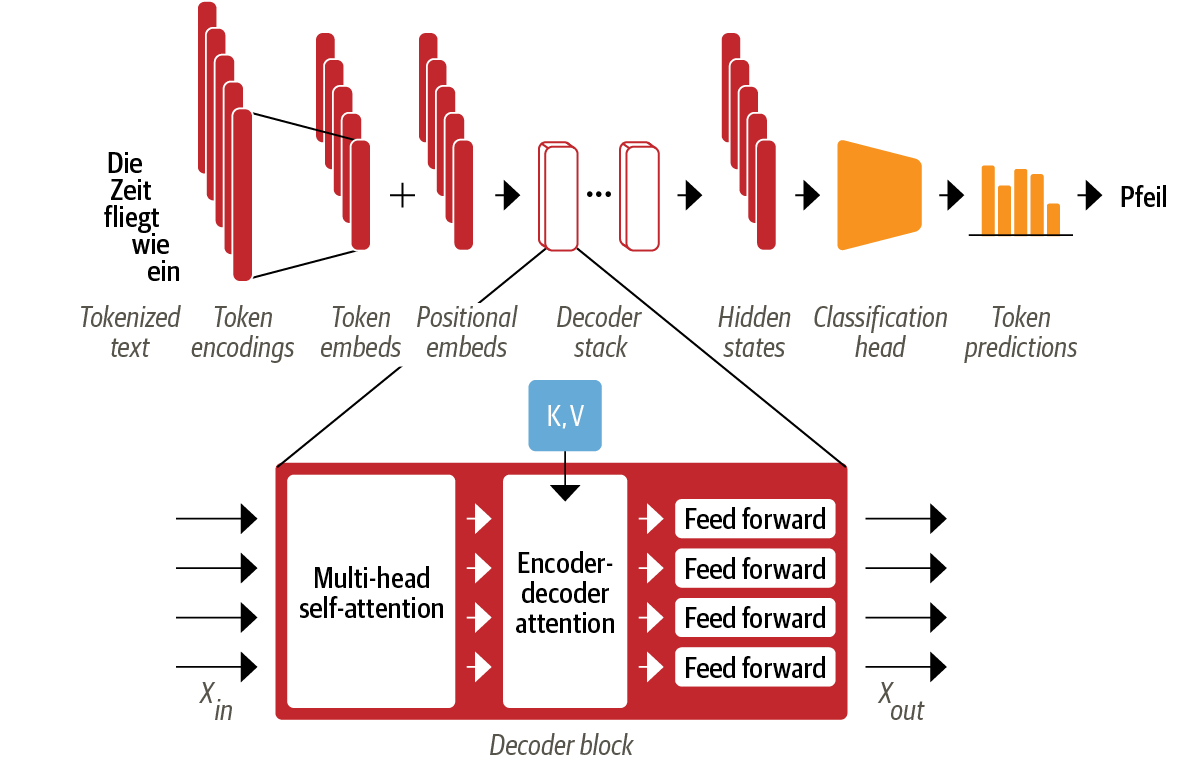 Die
Zeit
fliegt
wie
ein
Pfeil
Tokenized
text
Token
encodings
Token
embeds
Positional
embeds
Decoder
stack
Hidden
states
Classification
head
Token
predictions
K,V
Multi-head
self-attention
Encoder-
decoder
attention
Feed forward
Feed forward
Feed forward
Feed forward
X in
X out
Decoder block